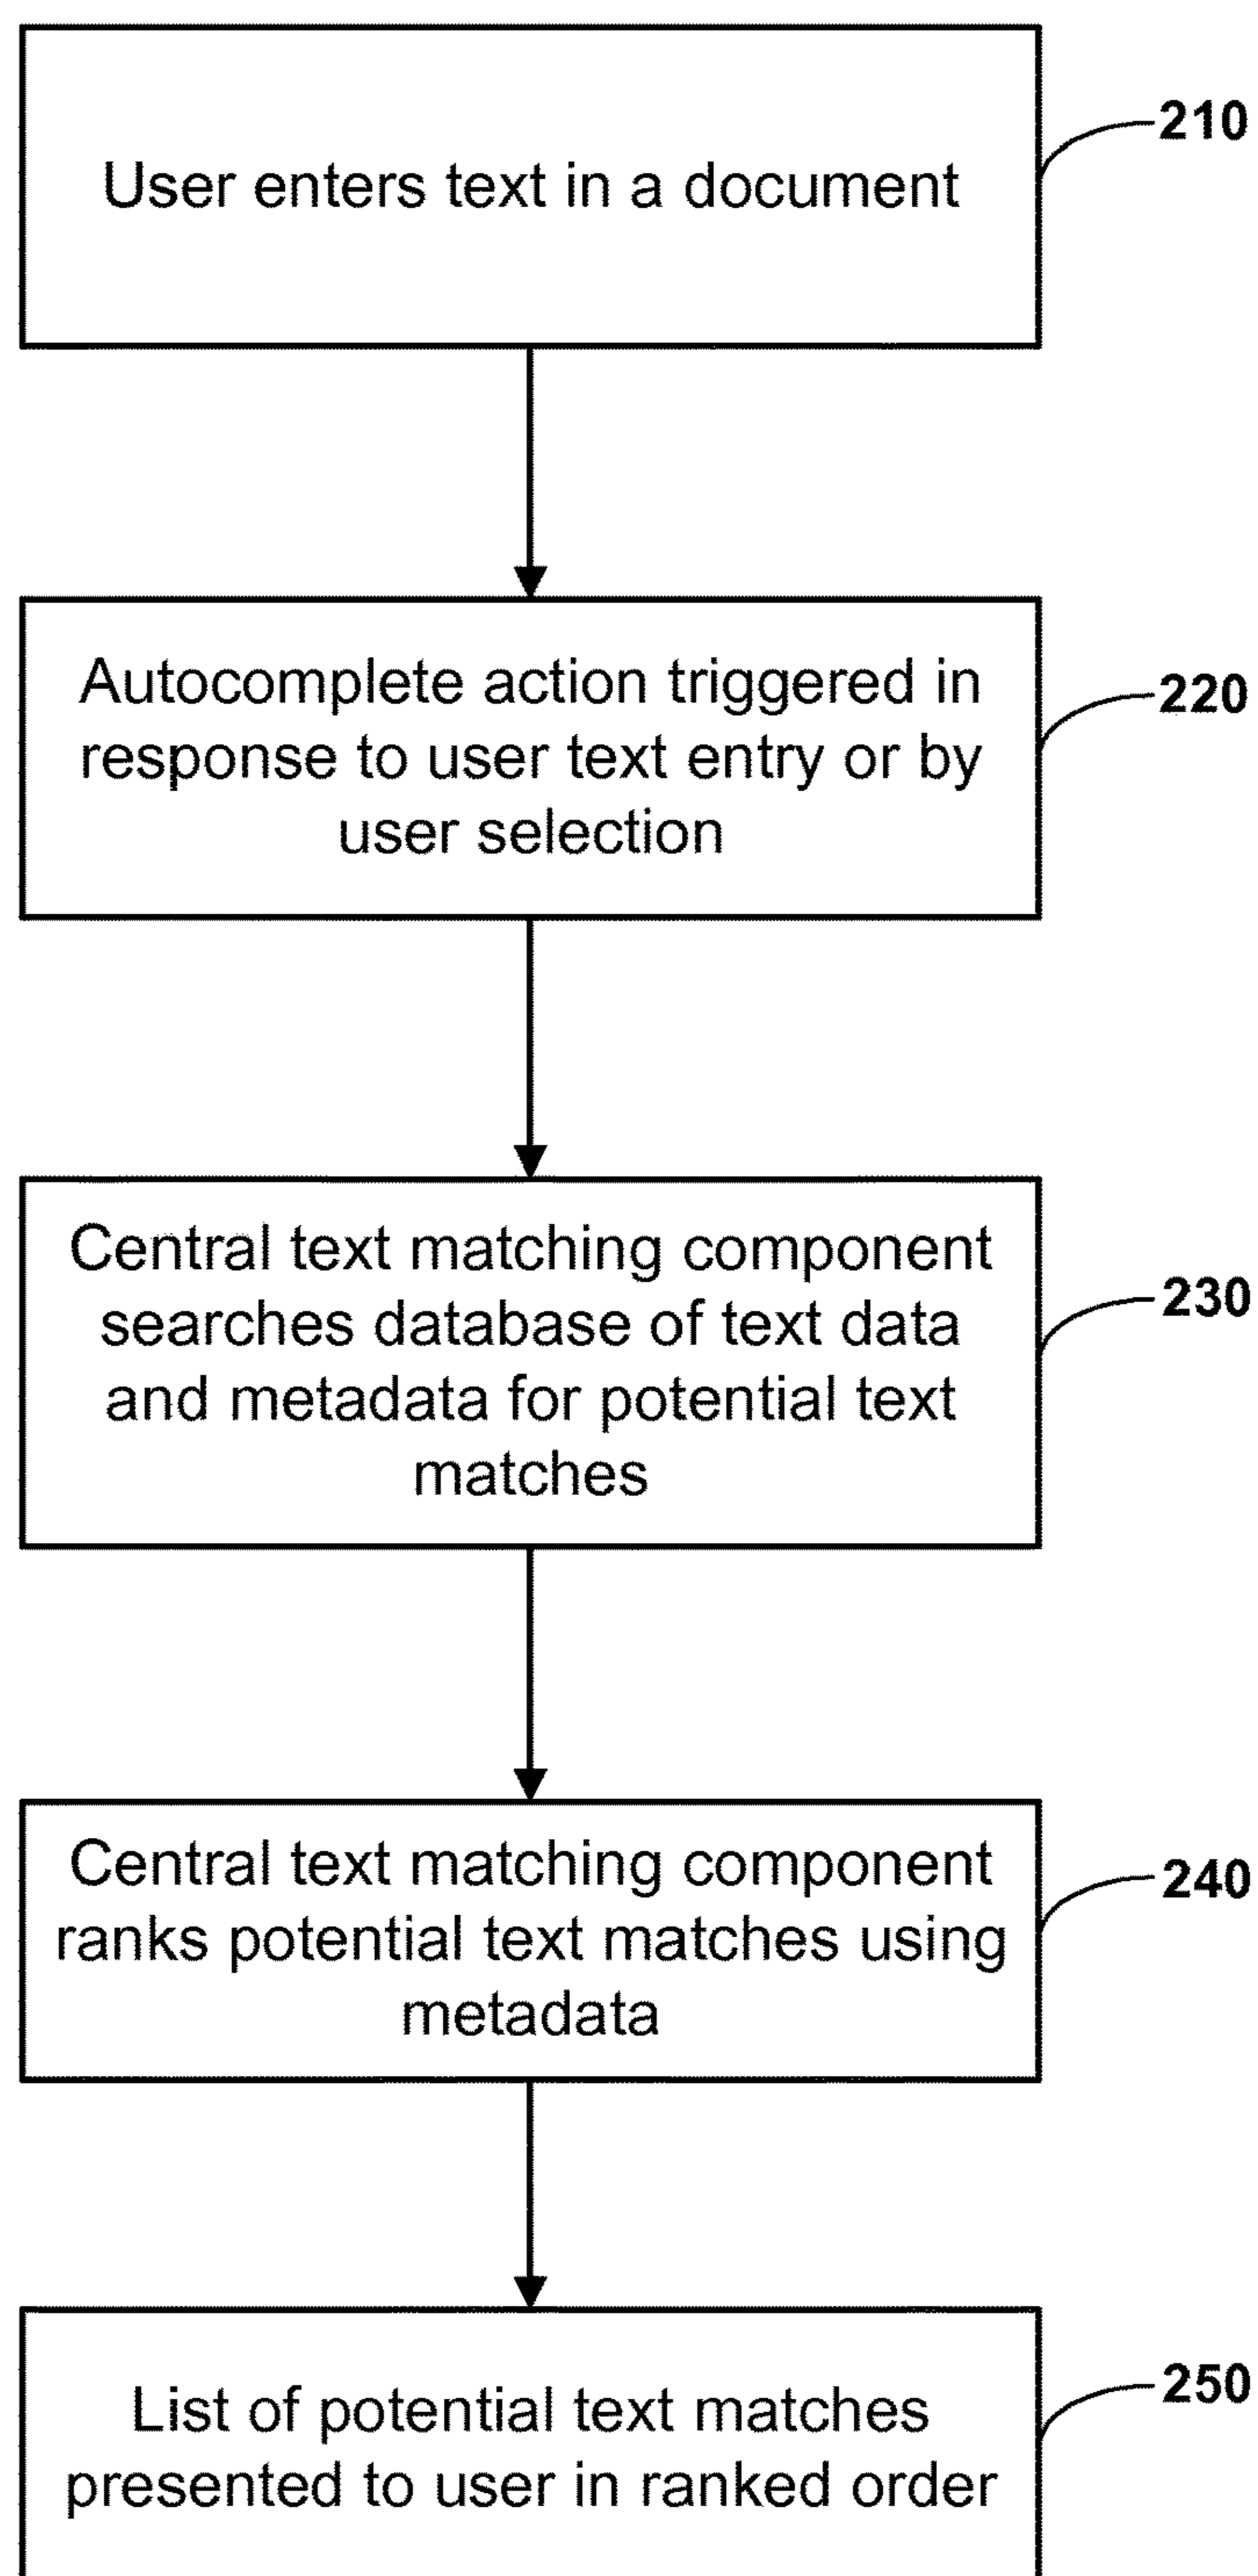 User enters text in a document
210
Autocomplete action triggered in
response to user text entry or by
user selection
220
Central text matching component
searches database of text data
and metadata for potential text
matches
230
Central text matching component
ranks potential text matches using
metadata
240
List of potential text matches
presented to user in ranked order
250